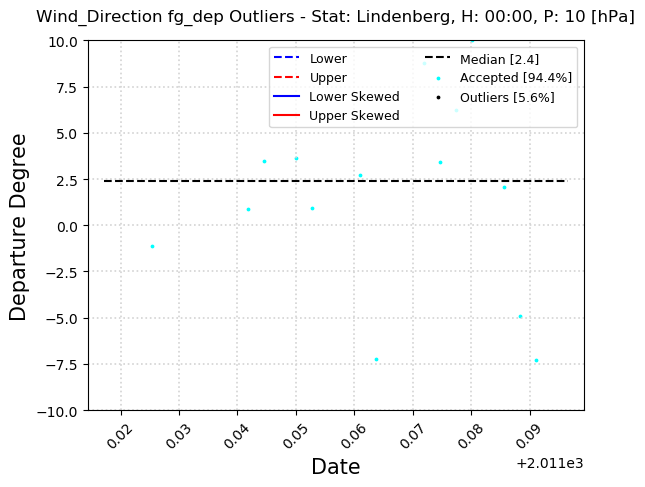 Wind_Direction fg_dep Outliers - Stat: Lindenberg, H: 00:00, P: 10 [hPa]
Lower
Upper
Lower Skewed
Upper Skewed
Median [2.4]
Accepted [94.4%]
Outliers [5.6%]
Departure Degree
10.0
7.5
5.0
2.5
0.0
−2.5
−5.0
−7.5
−10.0
0.02
0.03
0.04
0.05
0.06
0.07
0.08
0.09
+2.011e3
Date